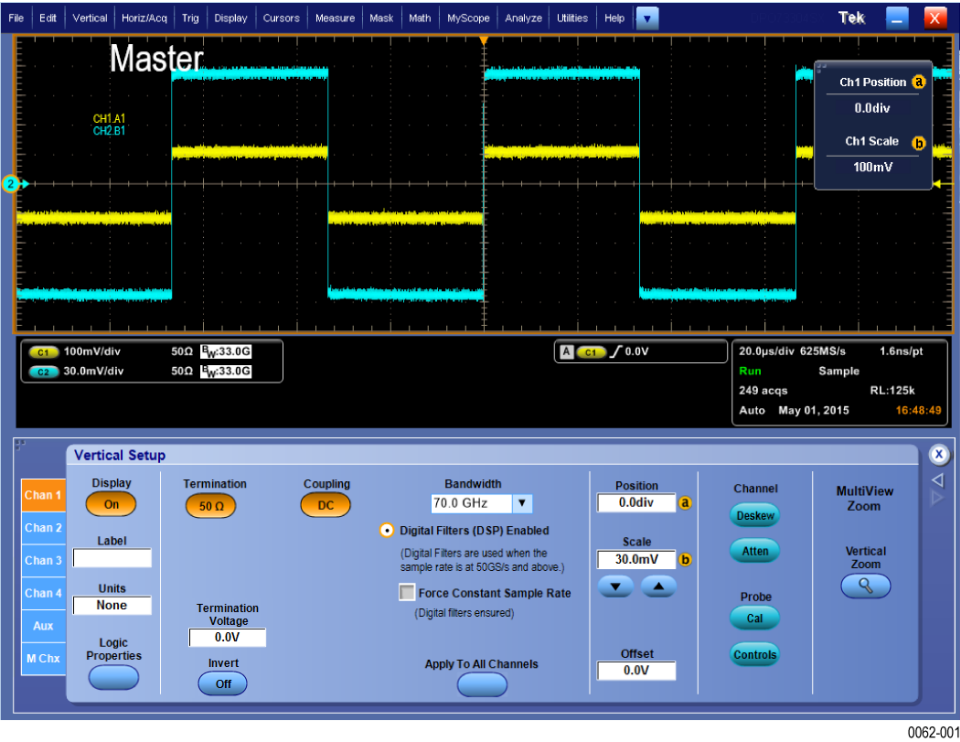 File Edit Vertical Horiz/Acq Trig Display Cursors Measure Mask Math MyScope Analyze Utilities Help Tek X
Master
CH1.A1
CH2.B1
Ch1 Position a
0.0div
Ch1 Scale b
100mV
2
C1 100mV/div 50Ω BW:33.0G
C2 30.0mV/div 50Ω BW:33.0G
A C1 0.0V
20.0µs/div 625MS/s 1.6ns/pt
Run Sample
249 acqs RL:125k
Auto May 01, 2015 16:48:49
Vertical Setup X
Chan 1
Chan 2
Chan 3
Chan 4
Aux
M Chx
Display
On
Label
Units
None
Logic
Properties
Termination
50 Ω
Termination
Voltage
0.0V
Invert
Off
Coupling
DC
Bandwidth
70.0 GHz
Digital Filters (DSP) Enabled
(Digital Filters are used when the
sample rate is at 50GS/s and above.)
Force Constant Sample Rate
(Digital filters ensured)
Apply To All Channels
Position
0.0div a
Scale
30.0mV b
Offset
0.0V
Channel
Deskew
Atten
Probe
Cal
Controls
MultiView
Zoom
Vertical
Zoom
0062-001